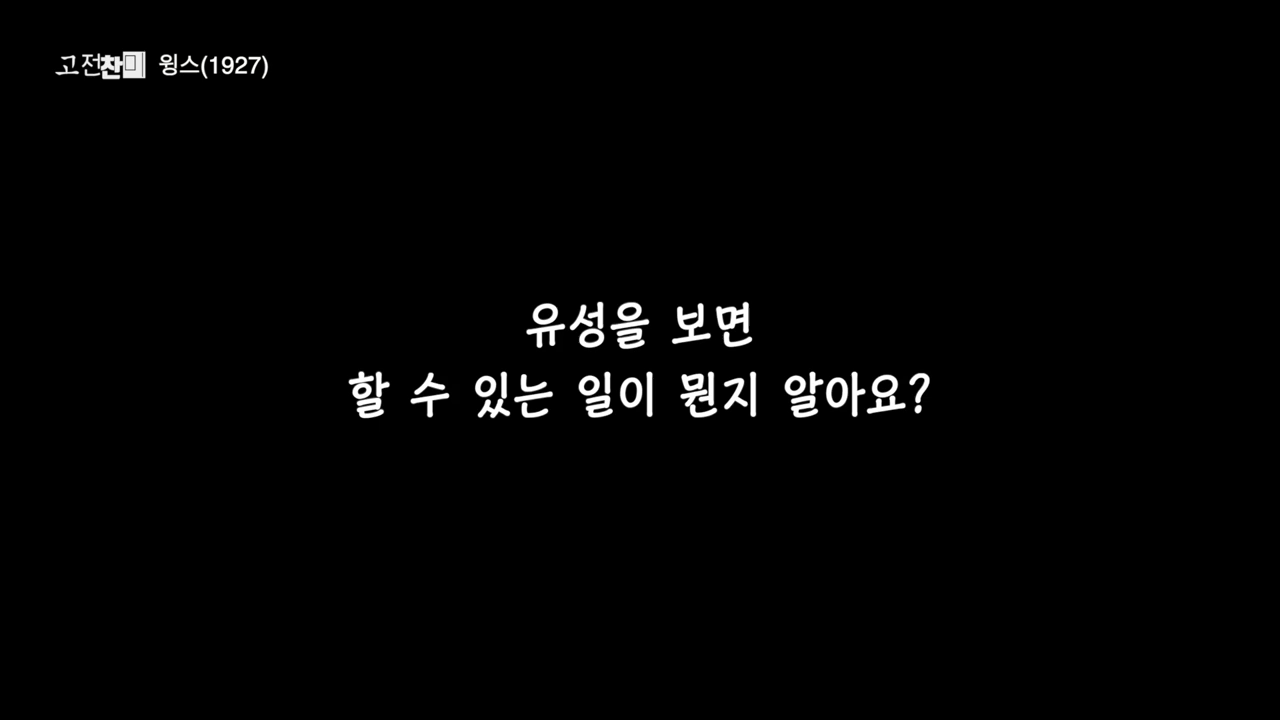 고전찬미 윙스(1927)
유성을 보면
할 수 있는 일이 뭔지 알아요?